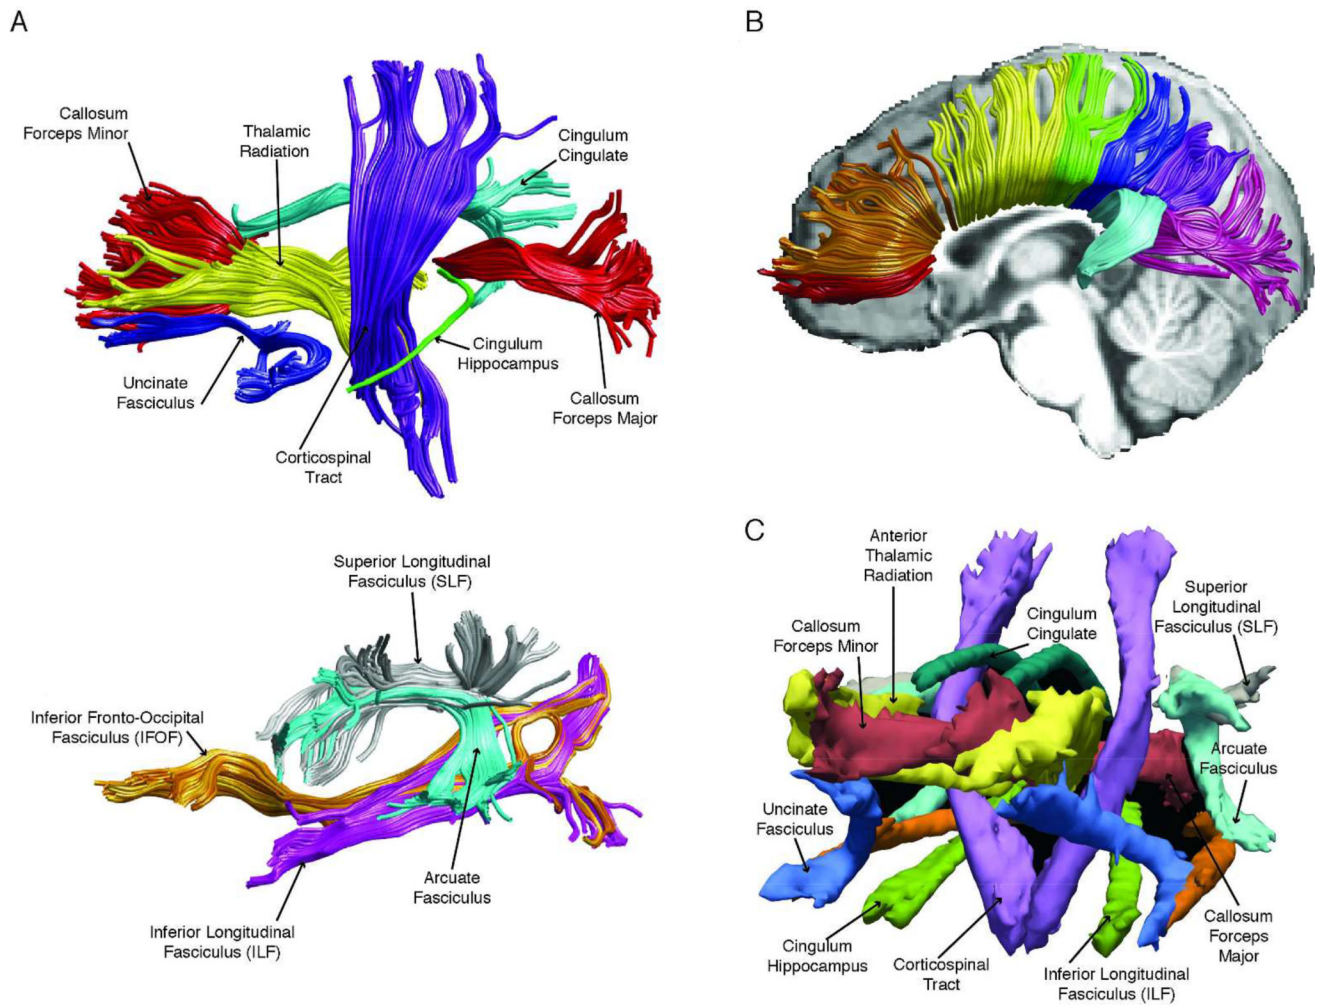 A
Callosum
Forceps Minor
Thalamic
Radiation
Cingulum
Cingulate
Uncinate
Fasciculus
Cingulum
Hippocampus
Callosum
Forceps Major
Corticospinal
Tract
Superior Longitudinal
Fasciculus (SLF)
Inferior Fronto-Occipital
Fasciculus (IFOF)
Arcuate
Fasciculus
Inferior Longitudinal
Fasciculus (ILF)
B
C
Anterior
Thalamic
Radiation
Callosum
Forceps Minor
Cingulum
Cingulate
Superior
Longitudinal
Fasciculus (SLF)
Arcuate
Fasciculus
Uncinate
Fasciculus
Cingulum
Hippocampus
Corticospinal
Tract
Inferior Longitudinal
Fasciculus (ILF)
Callosum
Forceps
Major